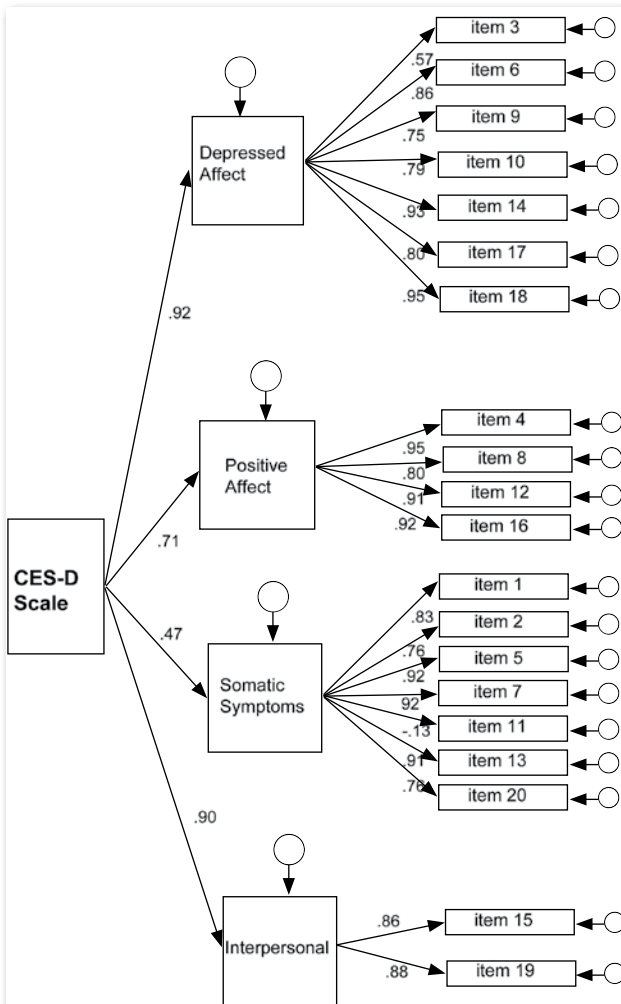 item 3
.57
item 6
.86
item 9
.75
item 10
.79
item 14
.93
item 17
.80
item 18
.95
Depressed
Affect
.92
item 4
.95
item 8
.80
item 12
.91
item 16
.92
Positive
Affect
.71
CES-D
Scale
.47
item 1
.83
item 2
.76
item 5
.92
item 7
92
item 11
-.13
item 13
.91
item 20
.76
Somatic
Symptoms
.90
item 15
.86
item 19
.88
Interpersonal